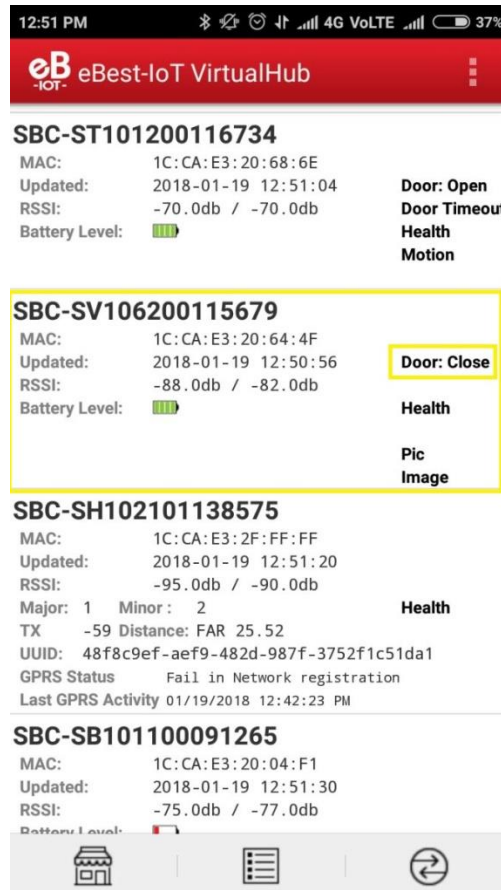 12:51 PM 4G VoLTE 37%
eB -IOT- eBest-IoT VirtualHub
SBC-ST101200116734
MAC: 1C:CA:E3:20:68:6E
Updated: 2018-01-19 12:51:04 Door: Open
RSSI: -70.0db / -70.0db Door Timeout
Battery Level: Health
Motion
SBC-SV106200115679
MAC: 1C:CA:E3:20:64:4F
Updated: 2018-01-19 12:50:56 Door: Close
RSSI: -88.0db / -82.0db
Battery Level: Health
Pic
Image
SBC-SH102101138575
MAC: 1C:CA:E3:2F:FF:FF
Updated: 2018-01-19 12:51:20
RSSI: -95.0db / -90.0db
Major: 1 Minor : 2 Health
TX -59 Distance: FAR 25.52
UUID: 48f8c9ef-aef9-482d-987f-3752f1c51da1
GPRS Status Fail in Network registration
Last GPRS Activity 01/19/2018 12:42:23 PM
SBC-SB101100091265
MAC: 1C:CA:E3:20:04:F1
Updated: 2018-01-19 12:51:30
RSSI: -75.0db / -77.0db
Battery Level: